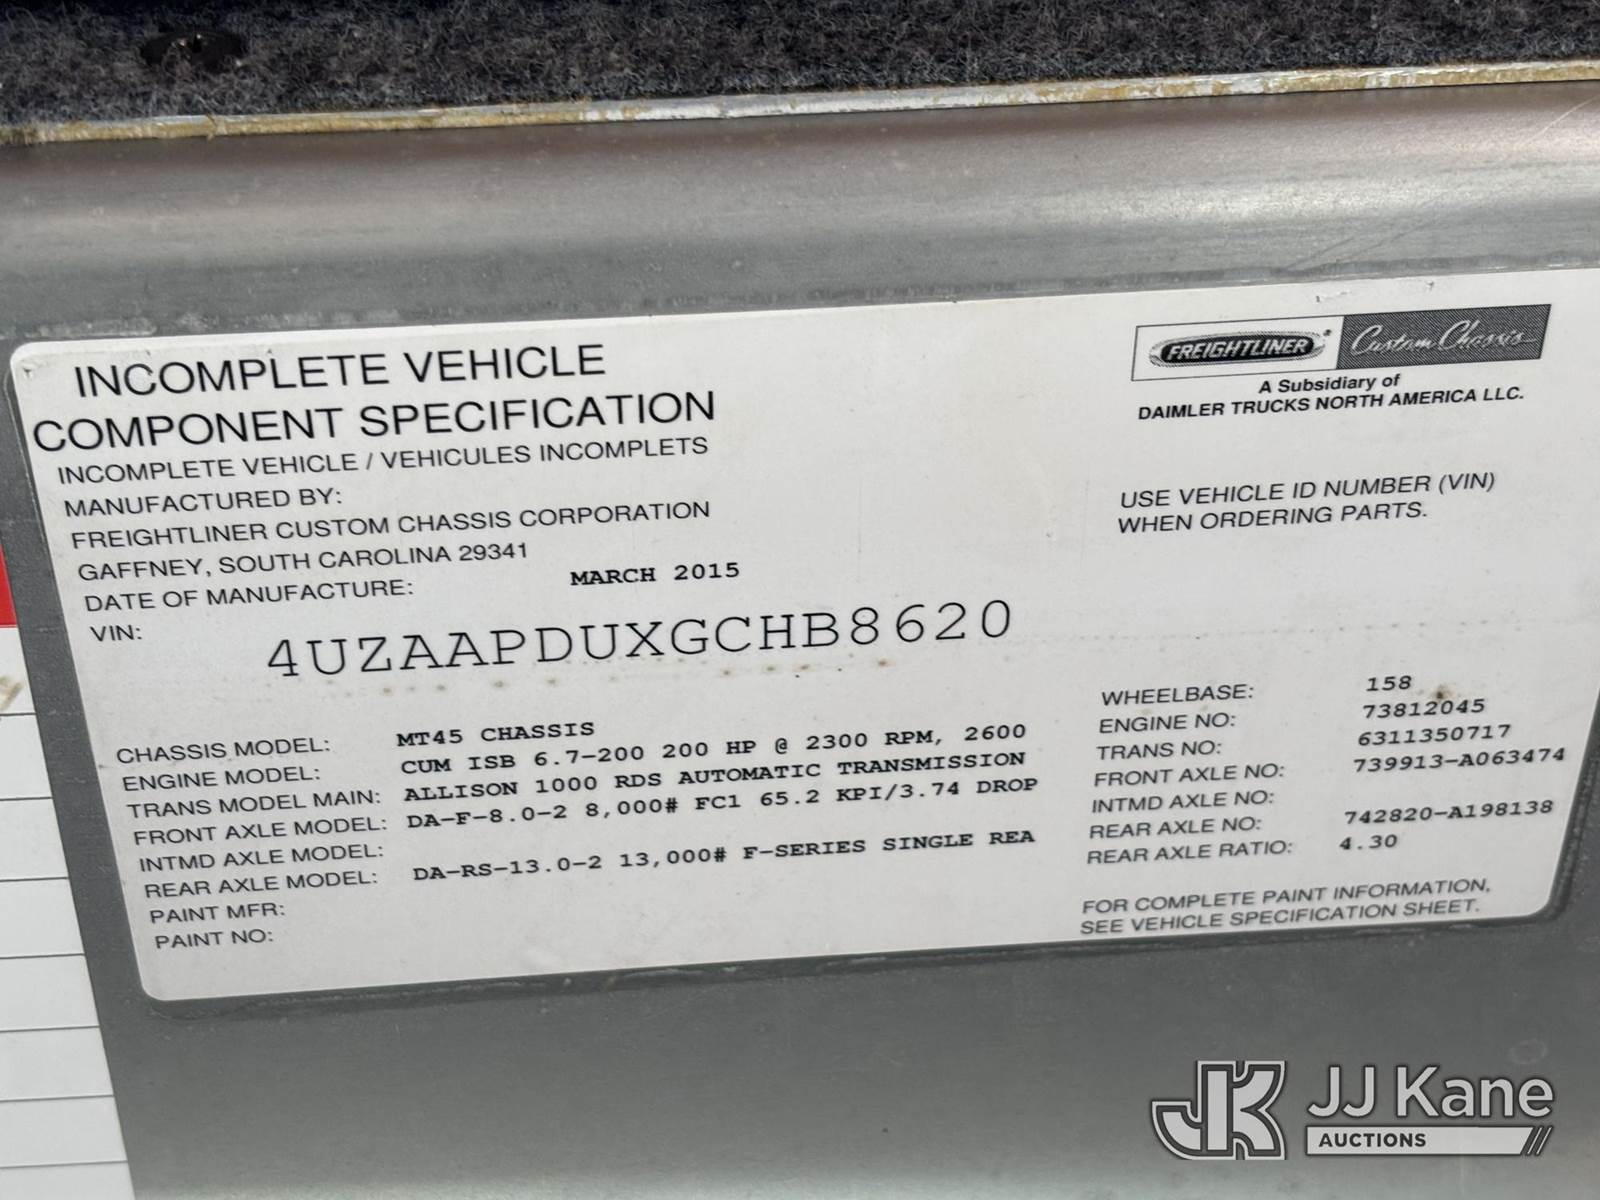 INCOMPLETE VEHICLE
COMPONENT SPECIFICATION
INCOMPLETE VEHICLE / VEHICULES INCOMPLETS
MANUFACTURED BY:
FREIGHTLINER CUSTOM CHASSIS CORPORATION
GAFFNEY, SOUTH CAROLINA 29341
DATE OF MANUFACTURE: MARCH 2015
VIN: 4UZAAPDUXGCHB8620
FREIGHTLINER Custom Chassis
A Subsidiary of
DAIMLER TRUCKS NORTH AMERICA LLC.
USE VEHICLE ID NUMBER (VIN)
WHEN ORDERING PARTS.
CHASSIS MODEL: MT45 CHASSIS
ENGINE MODEL: CUM ISB 6.7-200 200 HP @ 2300 RPM, 2600
TRANS MODEL MAIN: ALLISON 1000 RDS AUTOMATIC TRANSMISSION
FRONT AXLE MODEL: DA-F-8.0-2 8,000# FC1 65.2 KPI/3.74 DROP
INTMD AXLE MODEL:
REAR AXLE MODEL: DA-RS-13.0-2 13,000# F-SERIES SINGLE REA
PAINT MFR:
PAINT NO:
WHEELBASE: 158
ENGINE NO: 73812045
TRANS NO: 6311350717
FRONT AXLE NO: 739913-A063474
INTMD AXLE NO:
REAR AXLE NO: 742820-A198138
REAR AXLE RATIO: 4.30
FOR COMPLETE PAINT INFORMATION,
SEE VEHICLE SPECIFICATION SHEET.
JK JJ Kane
AUCTIONS